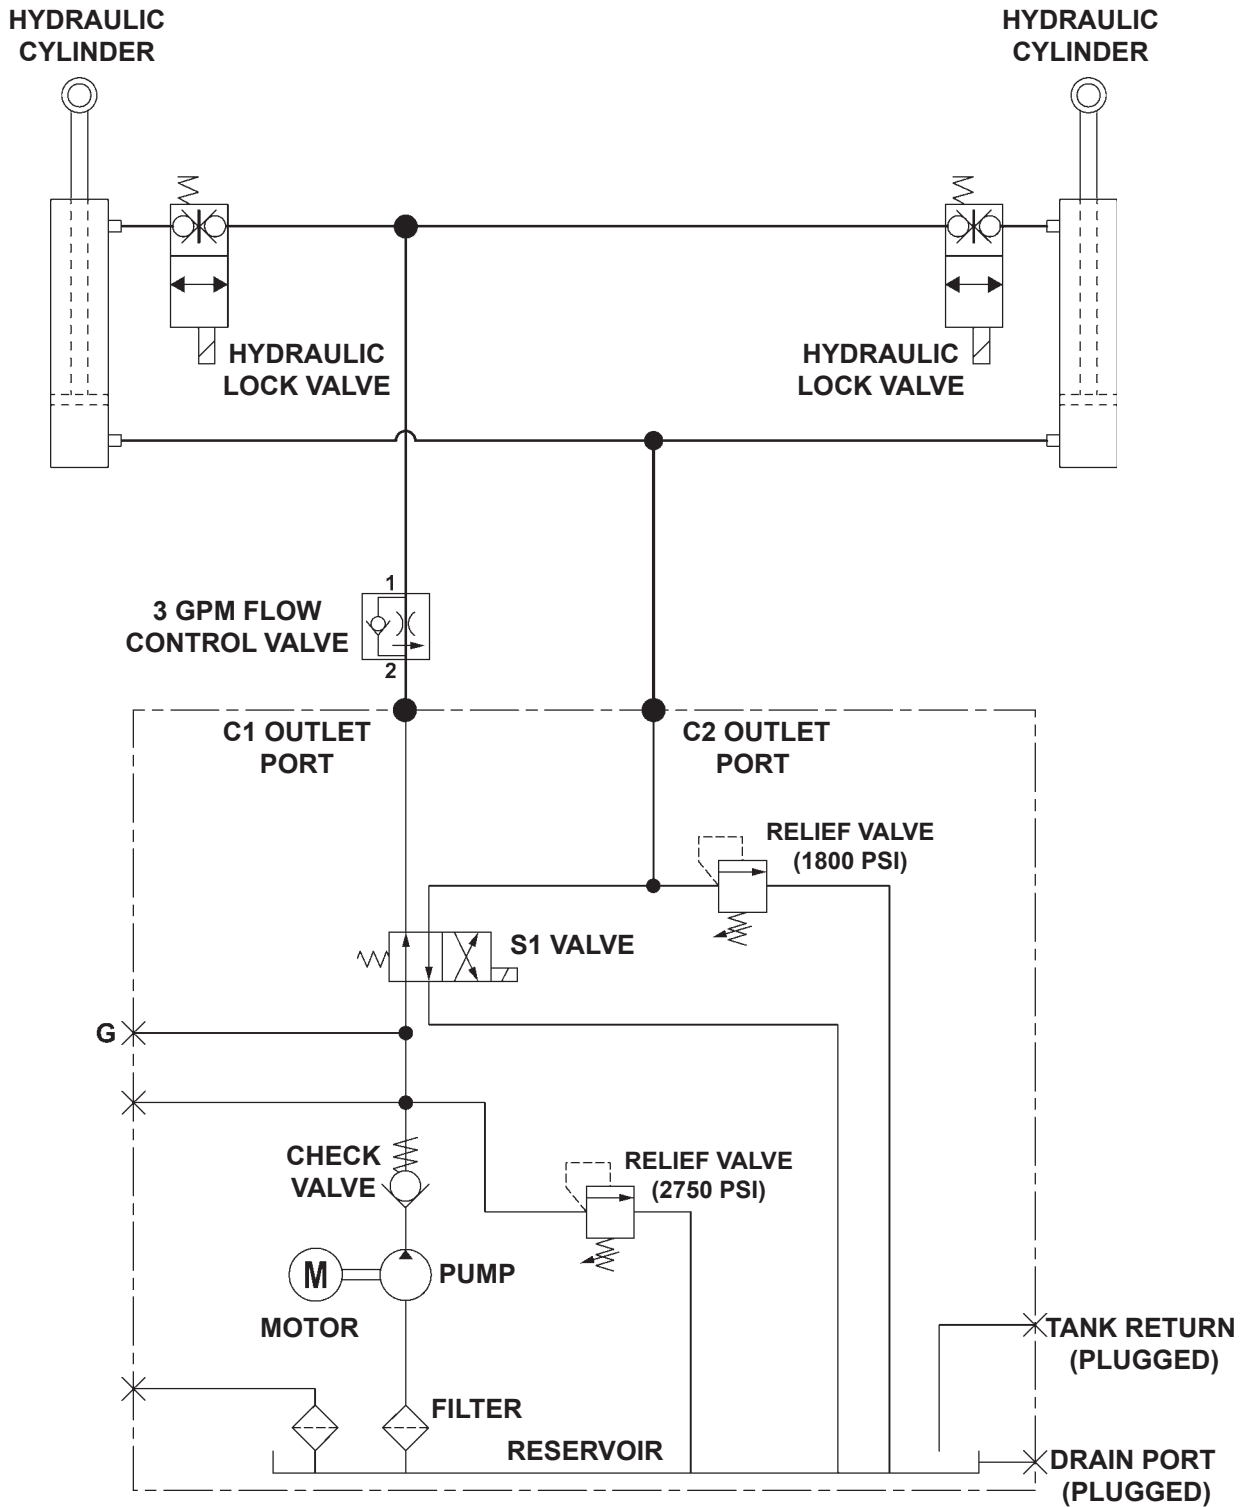 HYDRAULIC
CYLINDER
HYDRAULIC
CYLINDER
HYDRAULIC
LOCK VALVE
HYDRAULIC
LOCK VALVE
1
3 GPM FLOW
CONTROL VALVE
2
C1 OUTLET
PORT
C2 OUTLET
PORT
RELIEF VALVE
(1800 PSI)
S1 VALVE
G
CHECK
VALVE
RELIEF VALVE
(2750 PSI)
M
PUMP
MOTOR
TANK RETURN
(PLUGGED)
FILTER
RESERVOIR
DRAIN PORT
(PLUGGED)